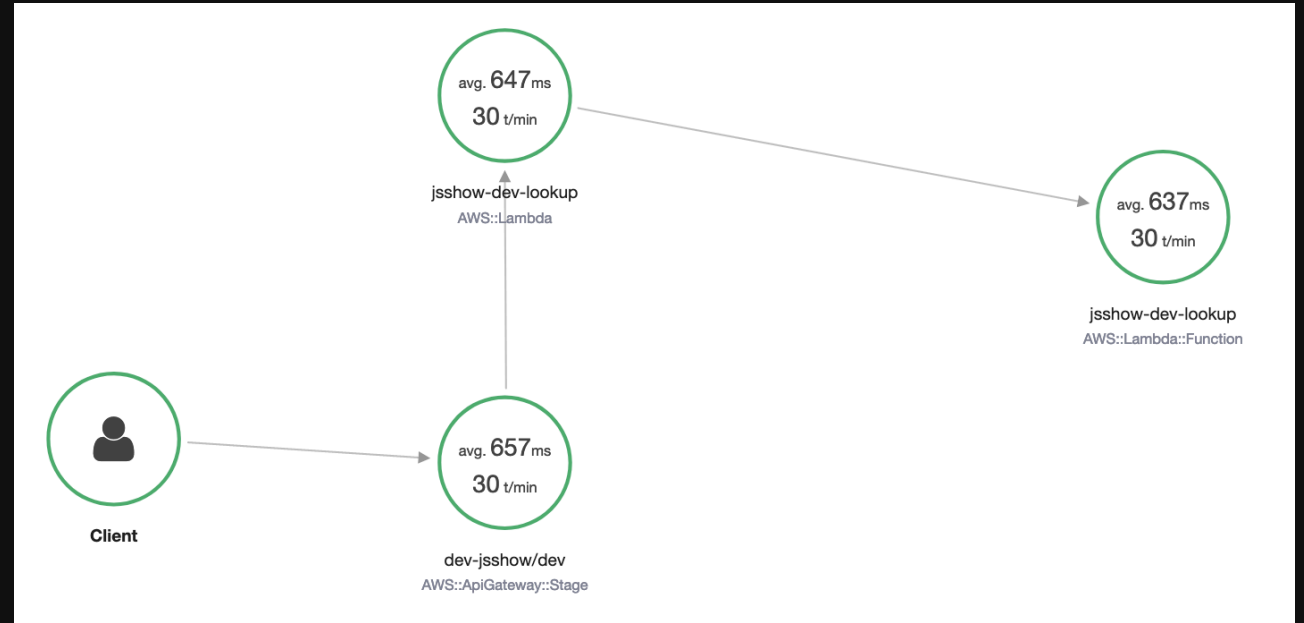 avg. 647ms
30 t/min
jsshow-dev-lookup
AWS::Lambda
avg. 637ms
30 t/min
jsshow-dev-lookup
AWS::Lambda::Function
Client
avg. 657ms
30 t/min
dev-jsshow/dev
AWS::ApiGateway::Stage